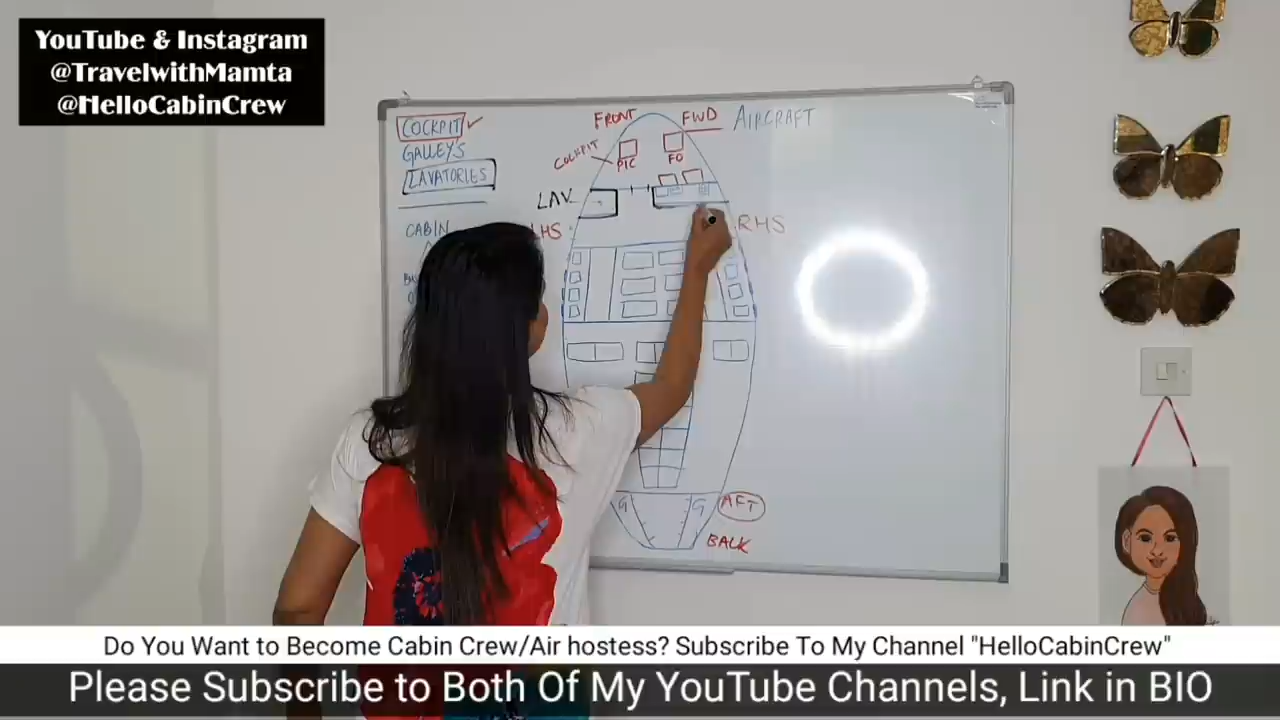 YouTube & Instagram
@TravelwithMamta
@HelloCabinCrew
FRONT FWD AIRCRAFT
COCKPIT
GALLEYS
LAVATORIES
CABIN
COCKPIT
PIC
FO
LAV
LHS
RHS
G
G
AFT
BACK
Do You Want to Become Cabin Crew/Air hostess? Subscribe To My Channel "HelloCabinCrew"
Please Subscribe to Both Of My YouTube Channels, Link in BIO